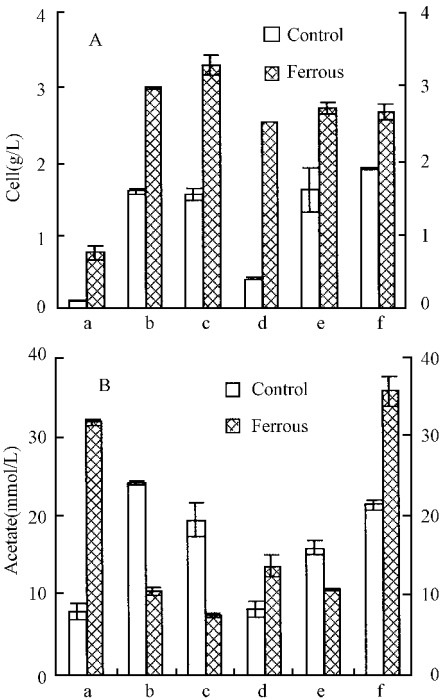 4 4
A Control
Ferrous
3 3
Cell(g/L)
2 2
1 1
0 0
a b c d e f
40 40
B Control
Ferrous
30 30
Acetate(mmol/L)
20 20
10 10
0 0
a b c d e f